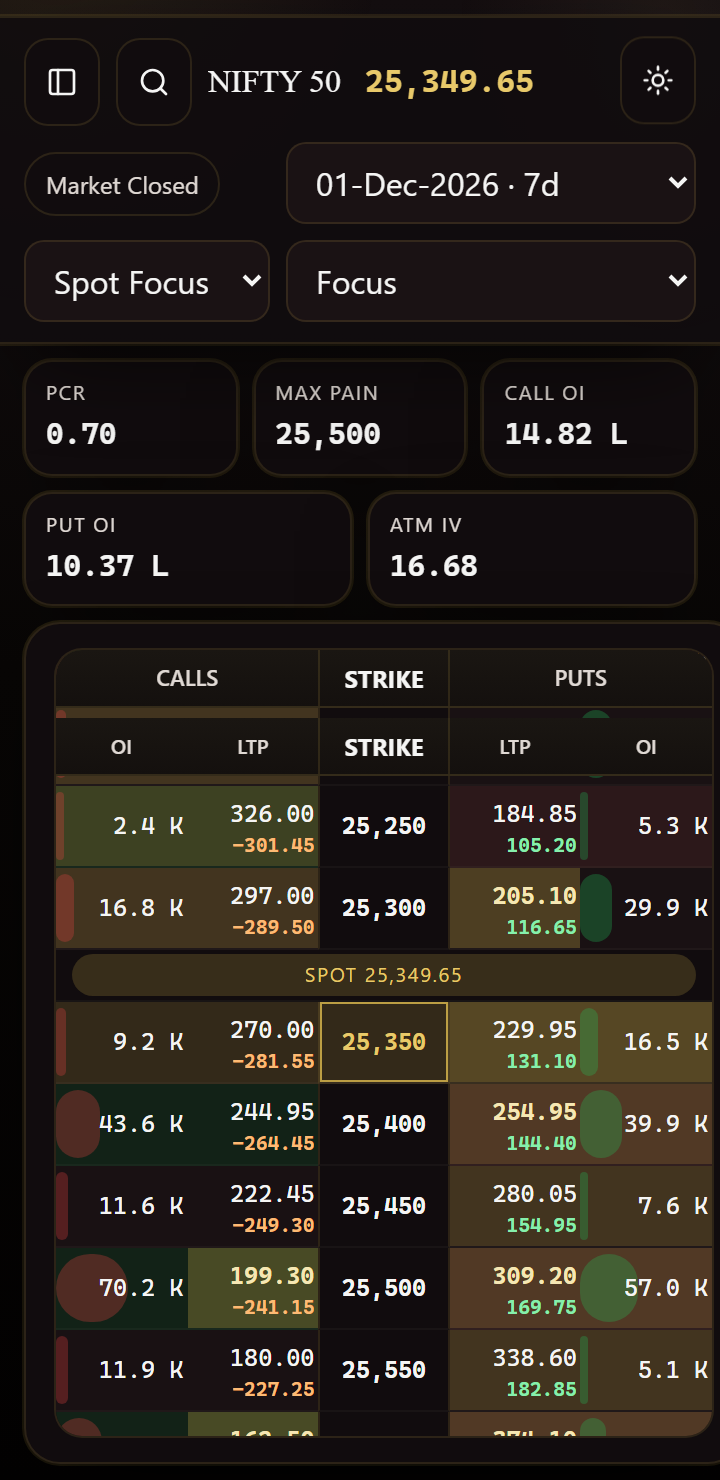 NIFTY 50 25,349.65
Market Closed 01-Dec-2026 · 7d
Spot Focus Focus
PCR MAX PAIN CALL OI
0.70 25,500 14.82 L
PUT OI ATM IV
10.37 L 16.68
CALLS STRIKE PUTS
OI LTP STRIKE LTP OI
2.4 K 326.00 25,250 184.85 5.3 K
−301.45 105.20
16.8 K 297.00 25,300 205.10 29.9 K
−289.50 116.65
SPOT 25,349.65
9.2 K 270.00 25,350 229.95 16.5 K
−281.55 131.10
43.6 K 244.95 25,400 254.95 39.9 K
−264.45 144.40
11.6 K 222.45 25,450 280.05 7.6 K
−249.30 154.95
70.2 K 199.30 25,500 309.20 57.0 K
−241.15 169.75
11.9 K 180.00 25,550 338.60 5.1 K
−227.25 182.85